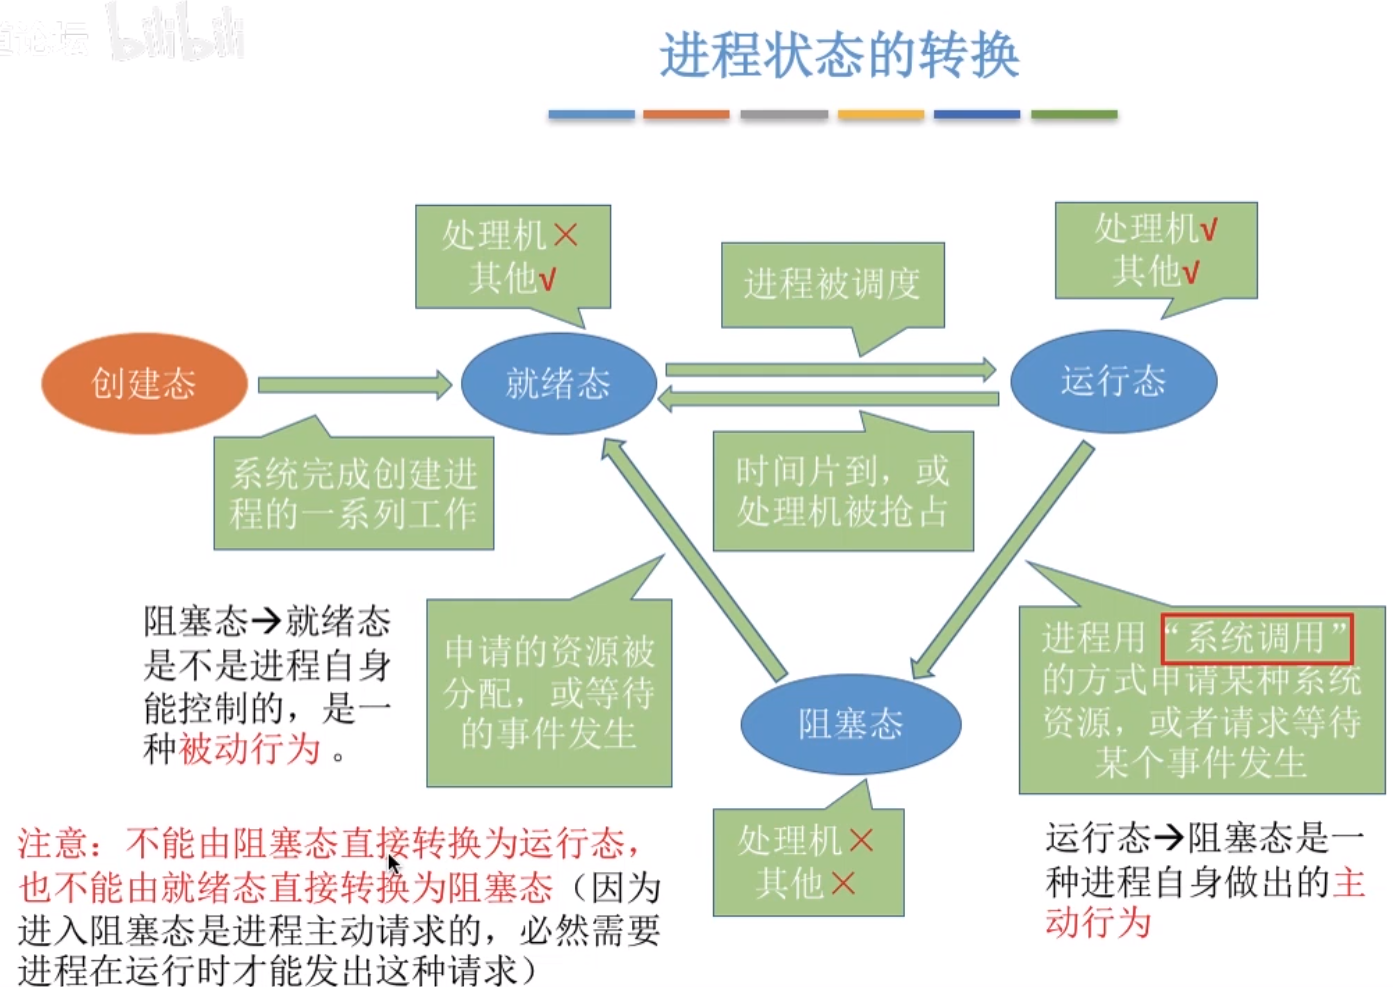 bilibili
进程状态的转换
处理机×
其他√
进程被调度
处理机√
其他√
创建态
就绪态
运行态
系统完成创建进
程的一系列工作
时间片到，或
处理机被抢占
阻塞态→就绪态
是不是进程自身
能控制的，是一
种被动行为。
申请的资源被
分配，或等待
的事件发生
进程用“系统调用”
的方式申请某种系统
资源，或者请求等待
某个事件发生
阻塞态
处理机×
其他×
注意：不能由阻塞态直接转换为运行态，
也不能由就绪态直接转换为阻塞态（因为
进入阻塞态是进程主动请求的，必然需要
进程在运行时才能发出这种请求）
运行态→阻塞态是一
种进程自身做出的主
动行为